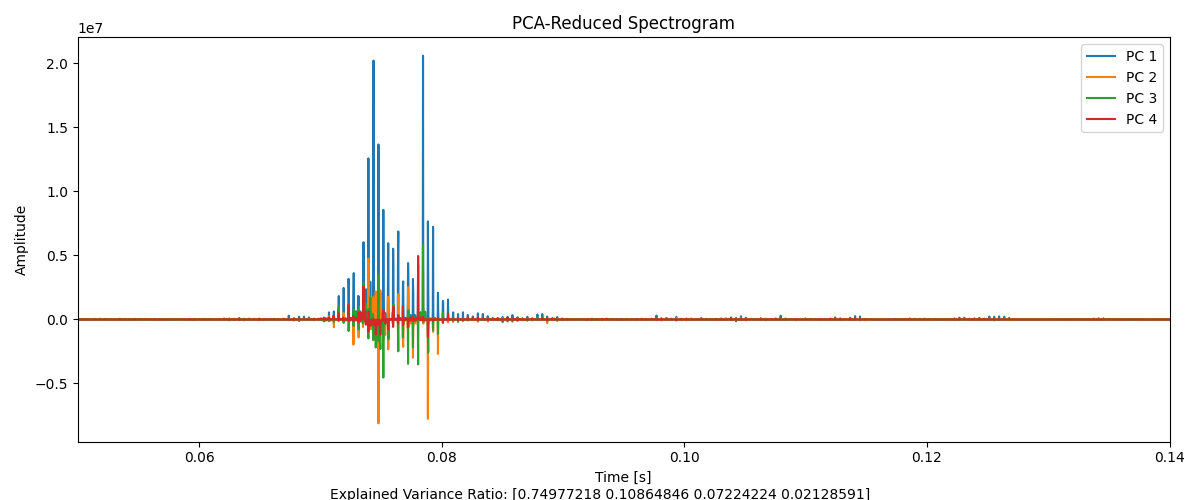 PCA-Reduced Spectrogram
1e7
2.0
1.5
1.0
0.5
0.0
−0.5
Amplitude
PC 1
PC 2
PC 3
PC 4
0.06
0.08
0.10
0.12
0.14
Time [s]
Explained Variance Ratio: [0.74977218 0.10864846 0.07224224 0.02128591]